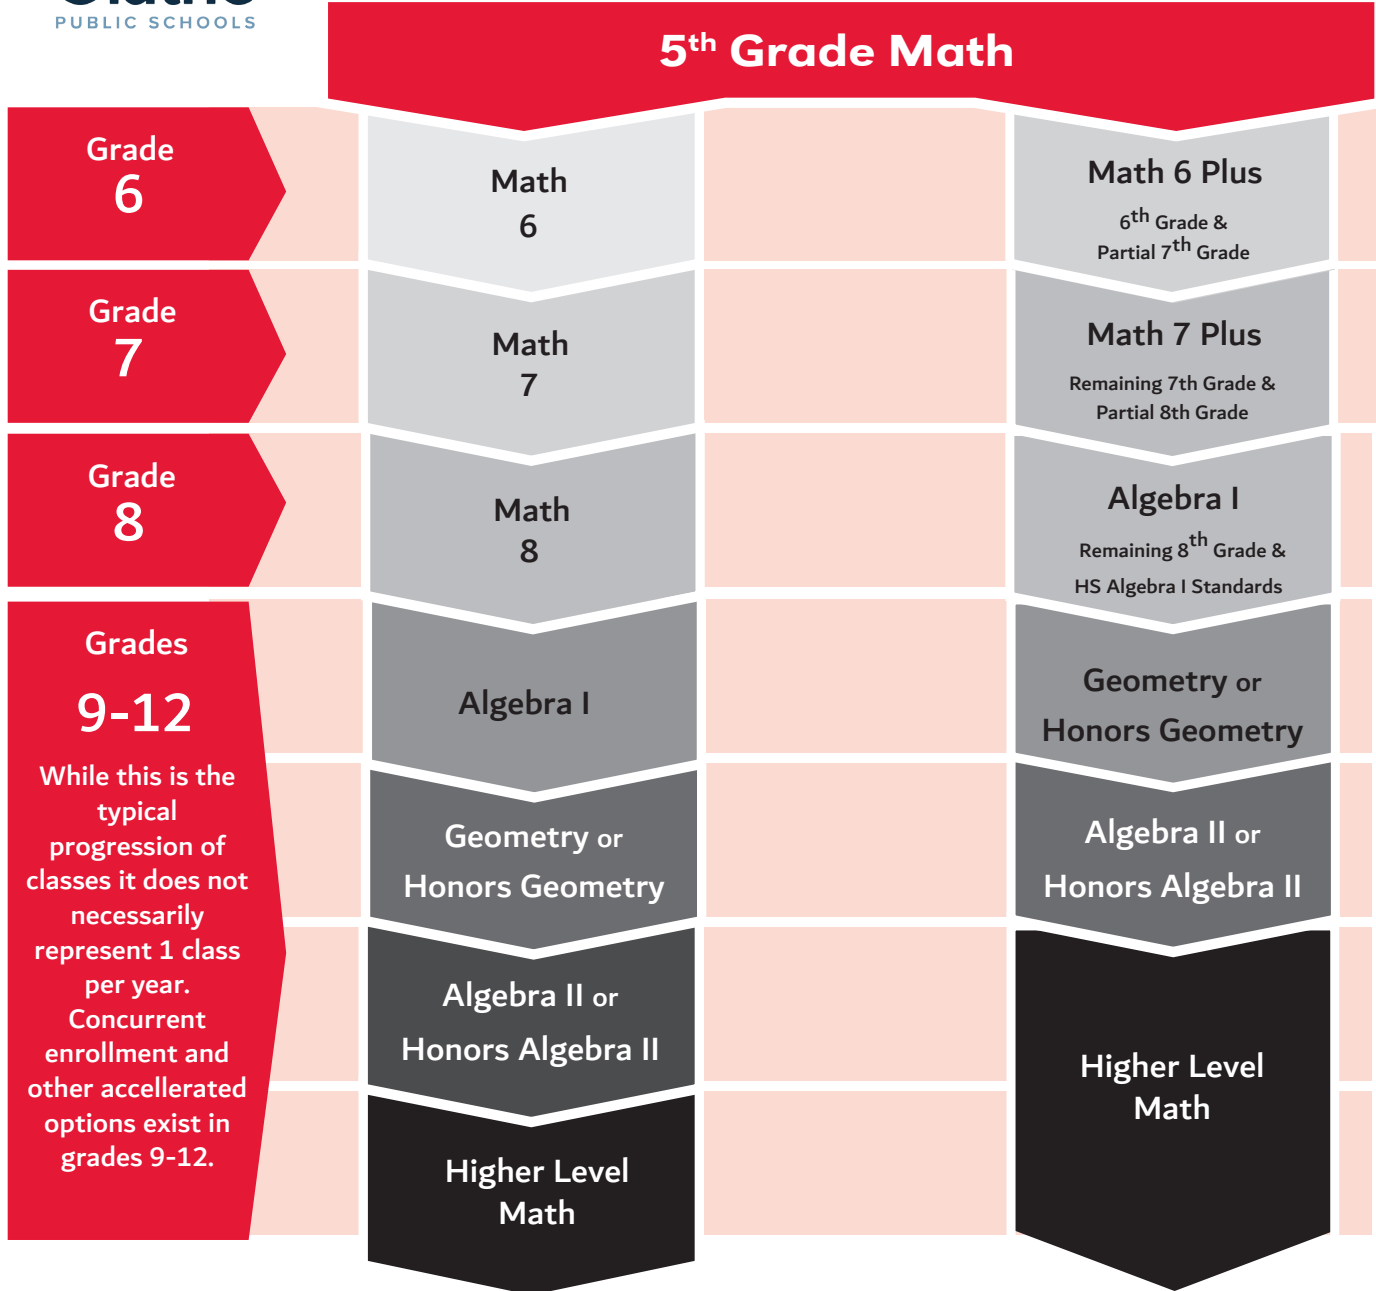 PUBLIC SCHOOLS
5th Grade Math
Grade
6
Math
6
Math 6 Plus
6th Grade &
Partial 7th Grade
Grade
7
Math
7
Math 7 Plus
Remaining 7th Grade &
Partial 8th Grade
Grade
8
Math
8
Algebra I
Remaining 8th Grade &
HS Algebra I Standards
Grades
9-12
While this is the
typical
progression of
classes it does not
necessarily
represent 1 class
per year.
Concurrent
enrollment and
other accellerated
options exist in
grades 9-12.
Algebra I
Geometry or
Honors Geometry
Algebra II or
Honors Algebra II
Higher Level
Math
Geometry or
Honors Geometry
Algebra II or
Honors Algebra II
Higher Level
Math